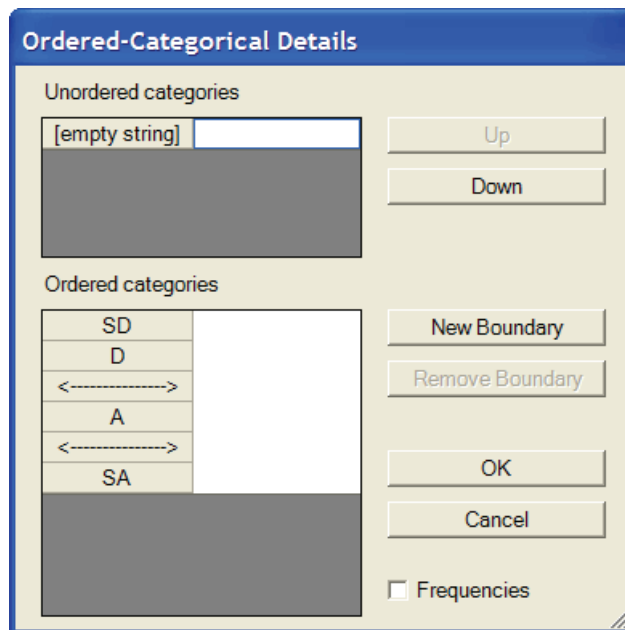 Ordered-Categorical Details
Unordered categories
[empty string]
Up
Down
Ordered categories
SD
D
<--------------->
A
<--------------->
SA
New Boundary
Remove Boundary
OK
Cancel
Frequencies